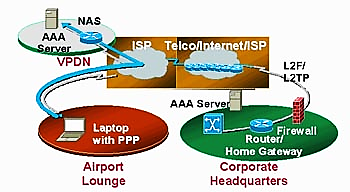 NAS
AAA
Server
VPDN
ISP
Telco/Internet/ISP
L2F/
L2TP
AAA Server
Laptop
with PPP
Firewall
Router/
Home Gateway
Airport
Lounge
Corporate
Headquarters